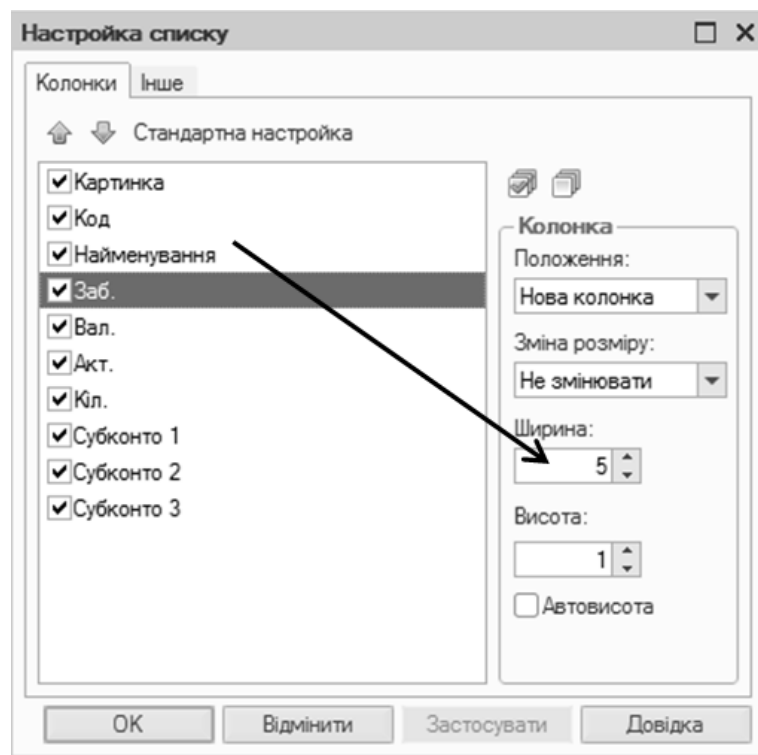 Настройка списку
Колонки Інше
Стандартна настройка
Картинка
Код
Найменування
Заб.
Вал.
Акт.
Кіл.
Субконто 1
Субконто 2
Субконто 3
Колонка
Положення:
Нова колонка
Зміна розміру:
Не змінювати
Ширина:
5
Висота:
1
Автовисота
OK Відмінити Застосувати Довідка